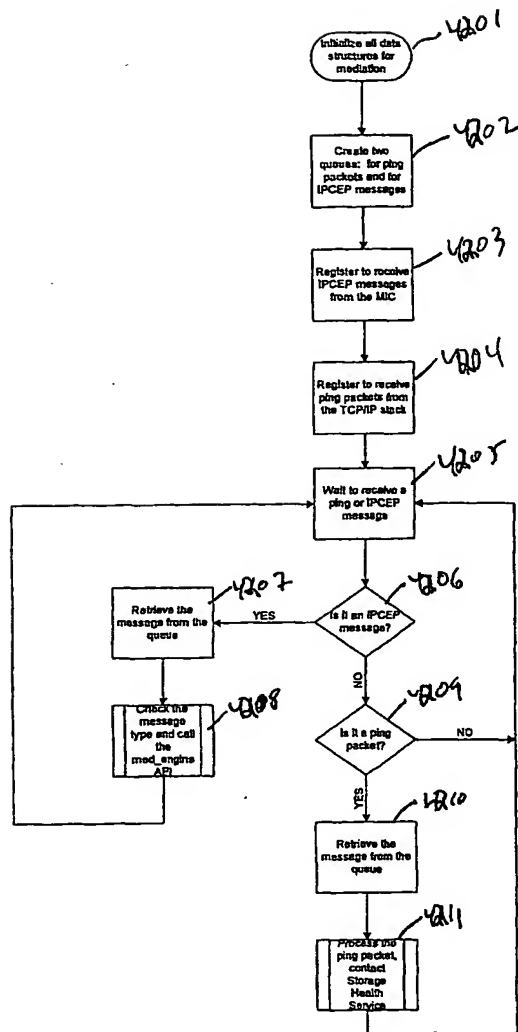 4201
Initialize all data
structures for
mediation
4202
Create two
queues: for ping
packets and for
IPCEP messages
4203
Register to receive
IPCEP messages
from the MIC
4204
Register to receive
ping packets from
the TCP/IP stack
4205
Wait to receive a
ping or IPCEP
message
4206
Is it an IPCEP
message?
YES
NO
4207
Retrieve the
message from the
queue
4208
Check the
message
type and call
the
med_engine
API
4209
Is it a ping
packet?
NO
YES
4210
Retrieve the
message from the
queue
4211
Process the
ping packet,
contact
Storage
Health
Service